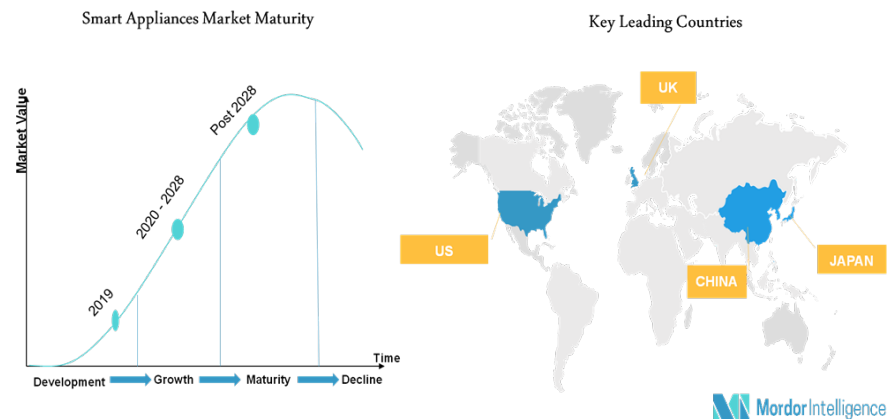 Smart Appliances Market Maturity
Market Value
2019
2020 - 2028
Post 2028
Time
Development Growth Maturity Decline
Key Leading Countries
UK
US
CHINA
JAPAN
Mordor Intelligence